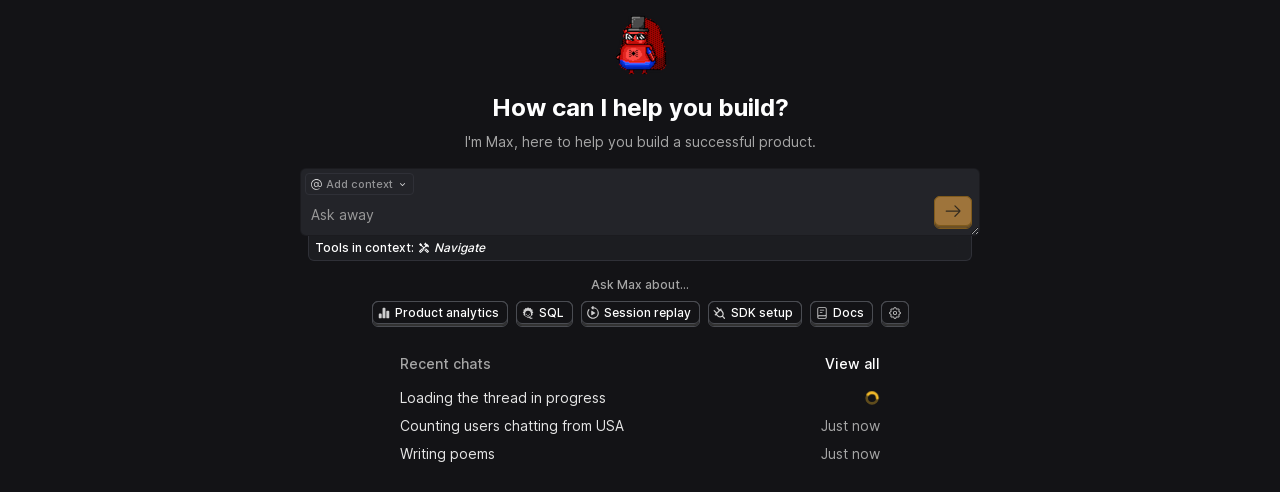 How can I help you build?
I'm Max, here to help you build a successful product.
@ Add context
Ask away
Tools in context: Navigate
Ask Max about...
Product analytics SQL Session replay SDK setup Docs
Recent chats View all
Loading the thread in progress
Counting users chatting from USA Just now
Writing poems Just now